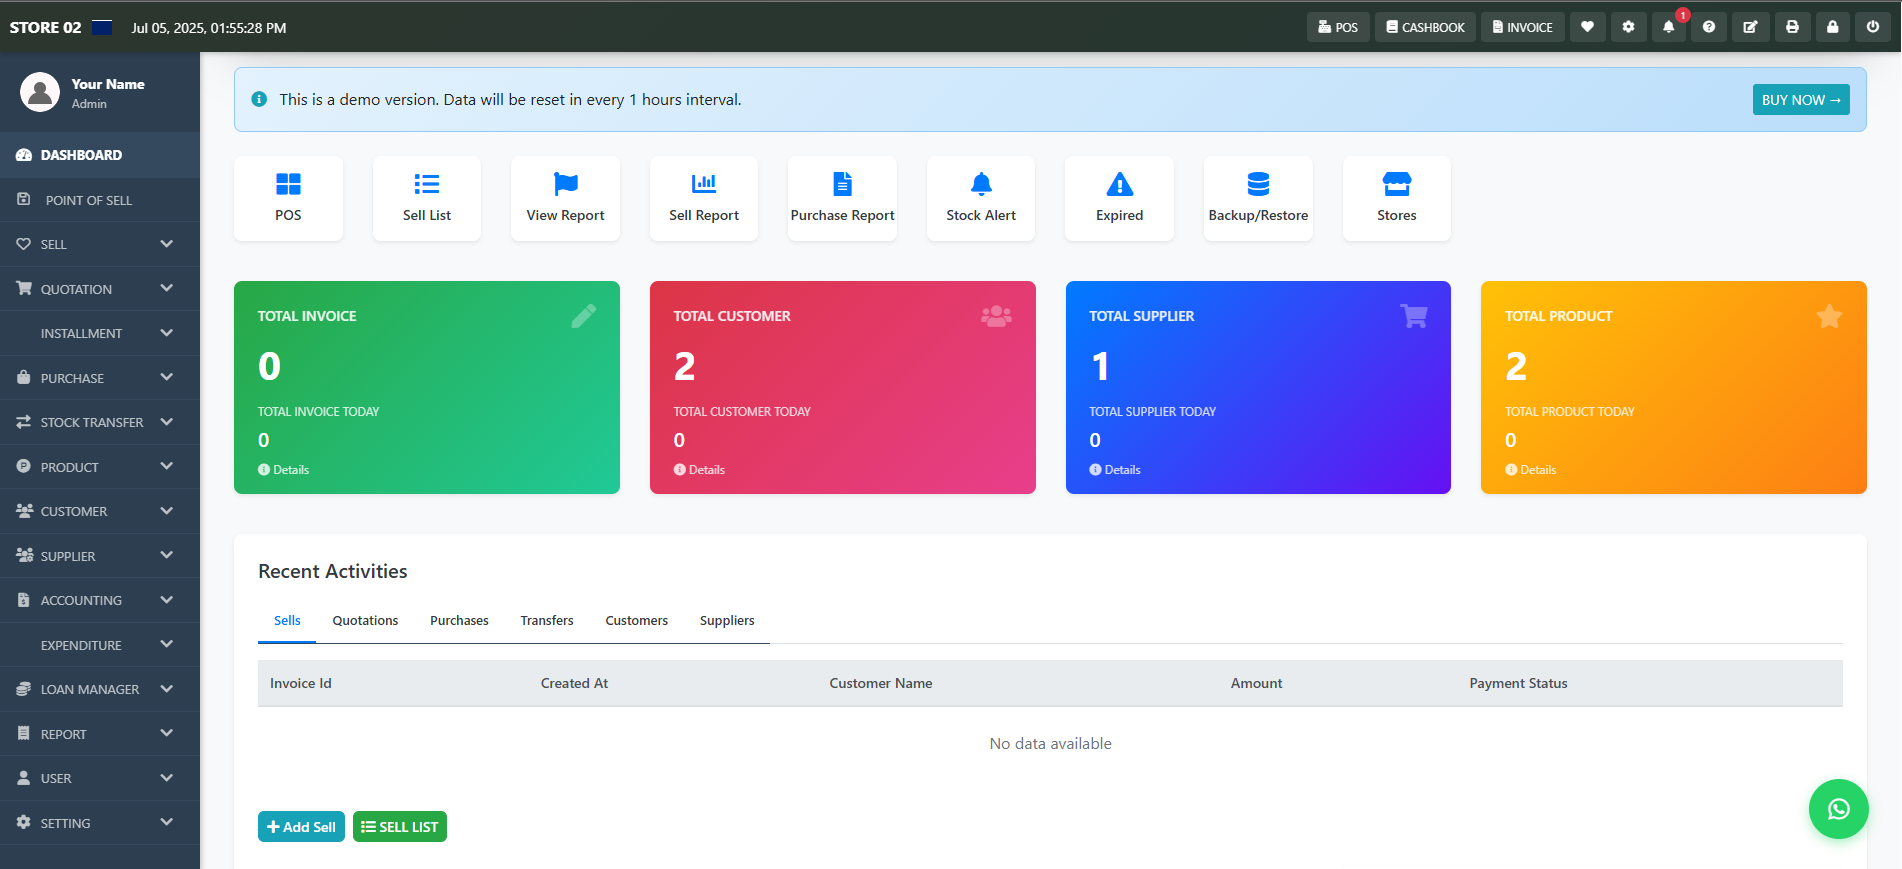 STORE 02 Jul 05, 2025, 01:55:28 PM POS CASHBOOK INVOICE 1
Your Name
Admin
DASHBOARD
POINT OF SELL
SELL
QUOTATION
INSTALLMENT
PURCHASE
STOCK TRANSFER
PRODUCT
CUSTOMER
SUPPLIER
ACCOUNTING
EXPENDITURE
LOAN MANAGER
REPORT
USER
SETTING
This is a demo version. Data will be reset in every 1 hours interval. BUY NOW →
POS Sell List View Report Sell Report Purchase Report Stock Alert Expired Backup/Restore Stores
TOTAL INVOICE
0
TOTAL INVOICE TODAY
0
Details
TOTAL CUSTOMER
2
TOTAL CUSTOMER TODAY
0
Details
TOTAL SUPPLIER
1
TOTAL SUPPLIER TODAY
0
Details
TOTAL PRODUCT
2
TOTAL PRODUCT TODAY
0
Details
Recent Activities
Sells Quotations Purchases Transfers Customers Suppliers
Invoice Id Created At Customer Name Amount Payment Status
No data available
Add Sell SELL LIST